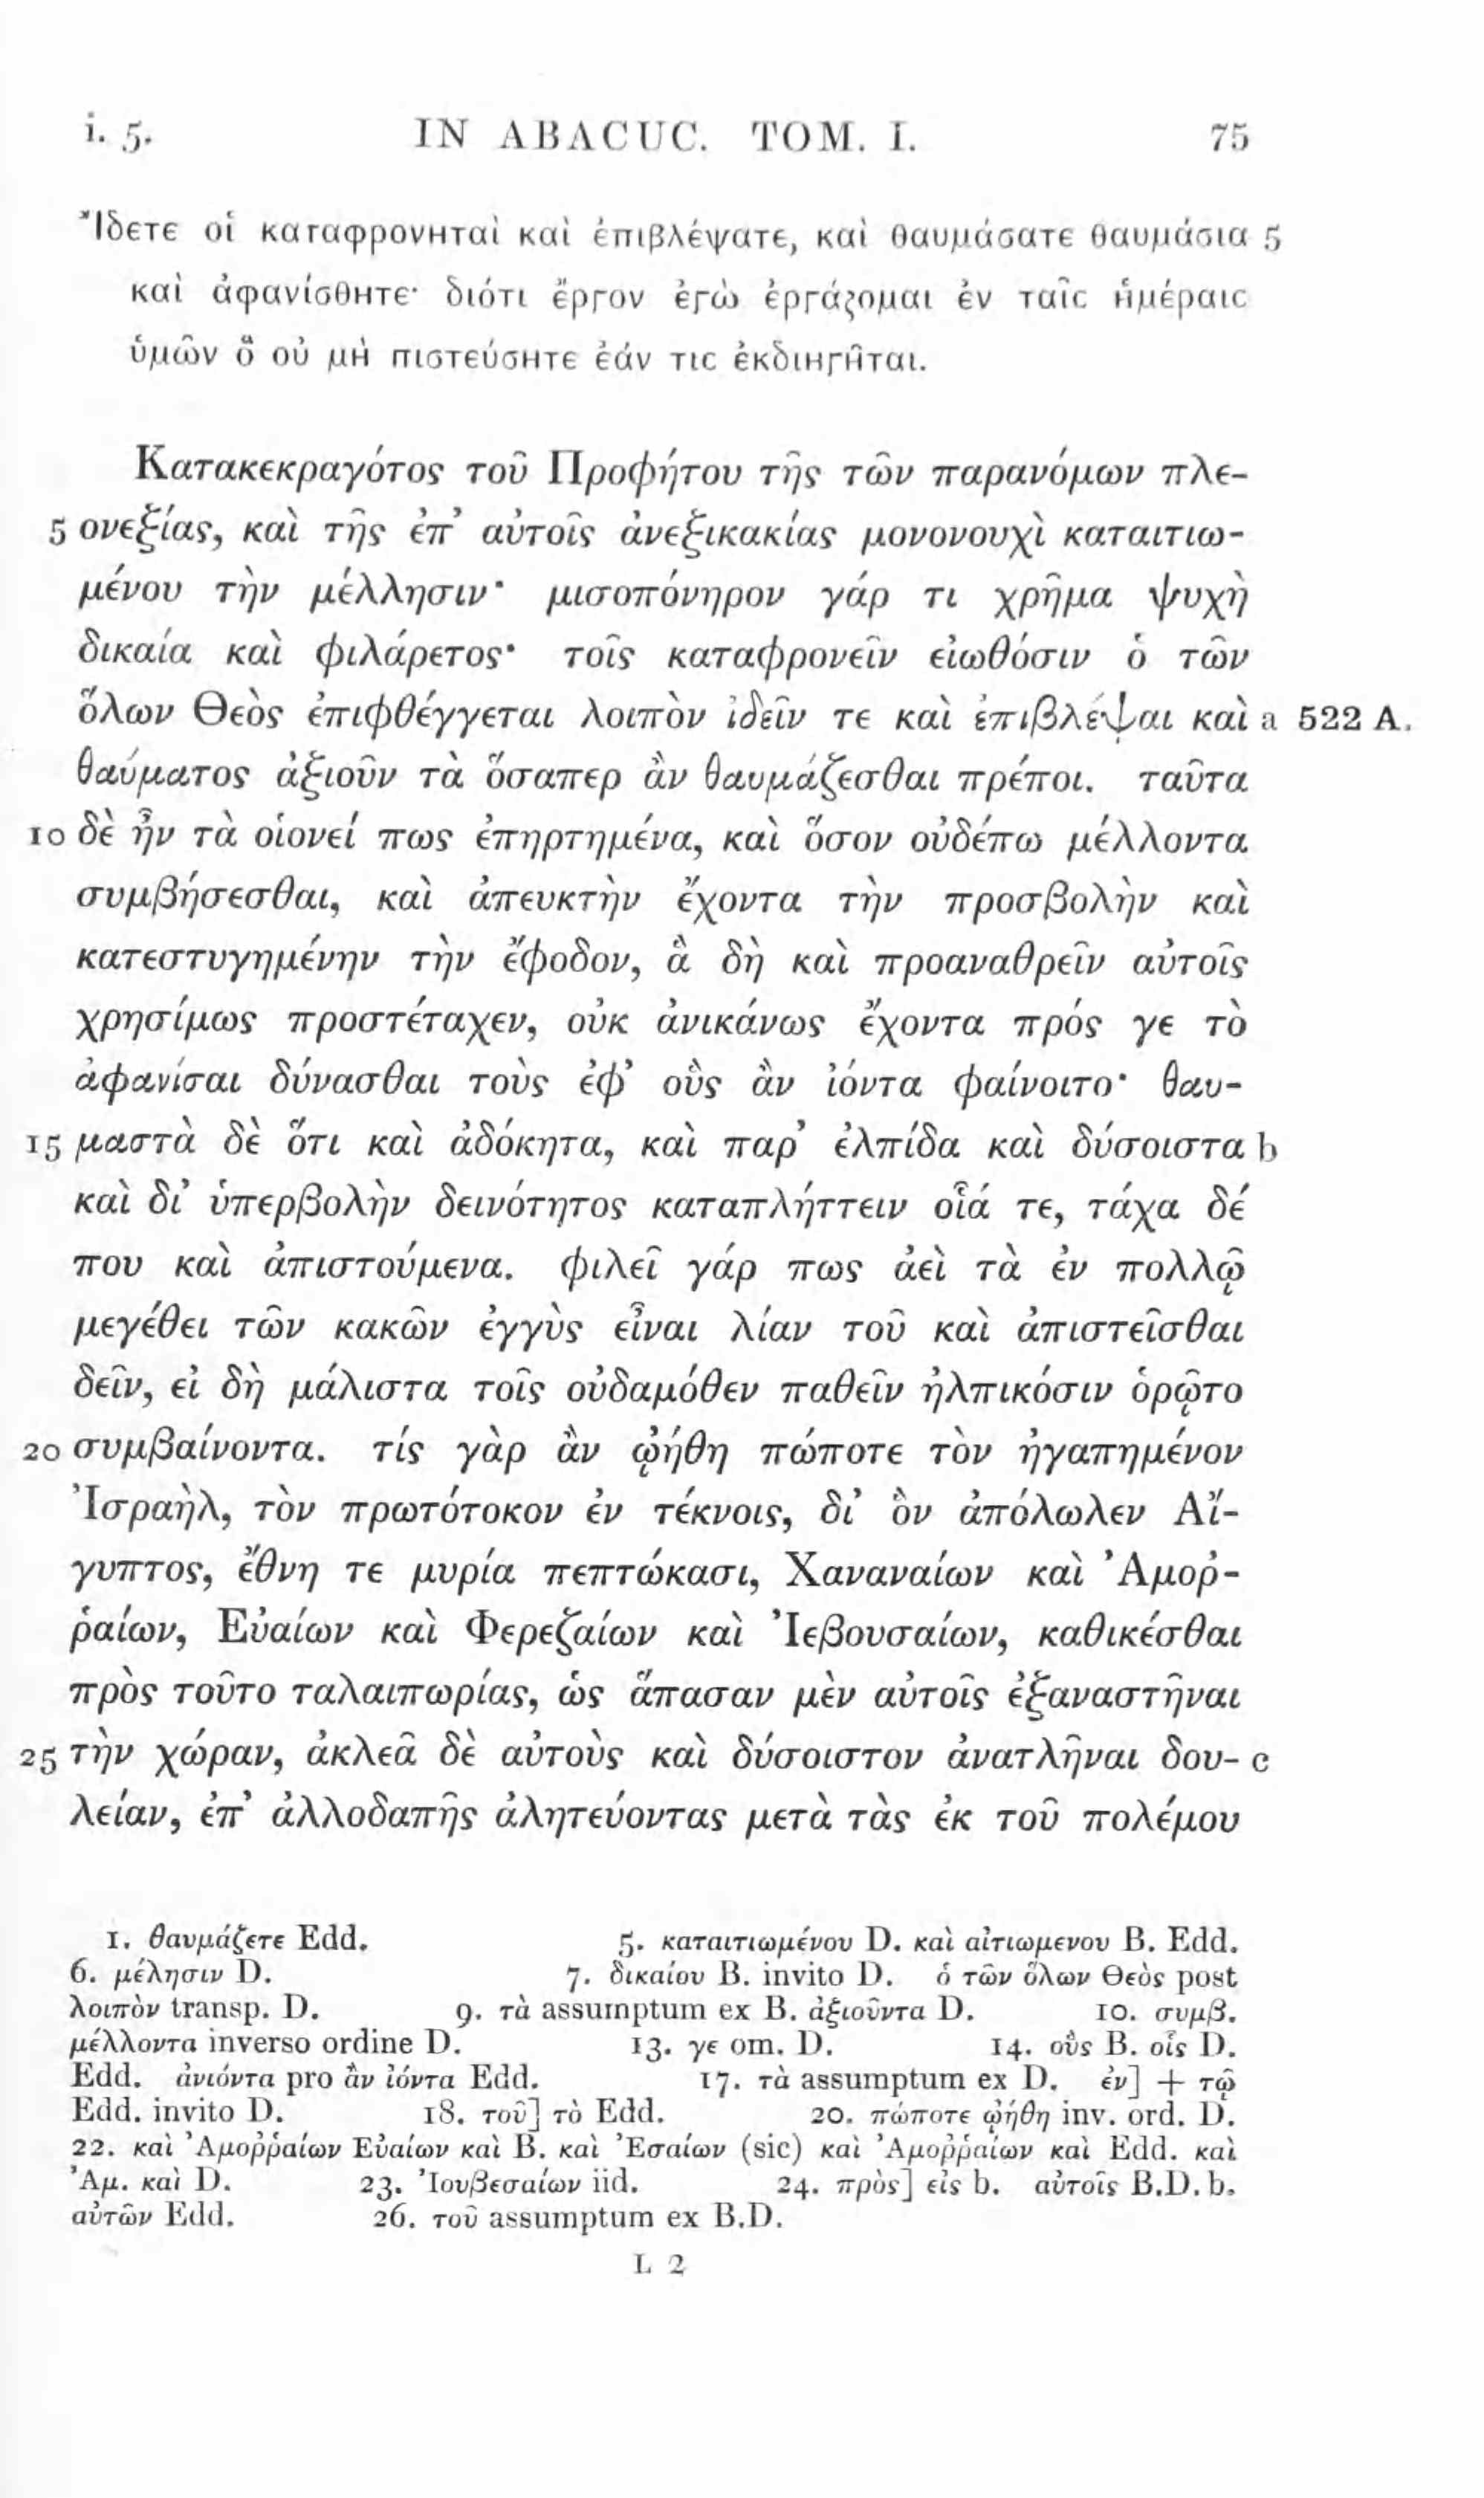 i. 5. IN ABACUC. TOM. I. 75
Ἴδετε οἱ καταφρονηταὶ καὶ ἐπιβλέψατε, καὶ θαυμάσατε θαυμάσια 5
καὶ ἀφανίσθητε· διότι ἔργον ἐγὼ ἐργάζομαι ἐν ταῖς ἡμέραις
ὑμῶν ὃ οὐ μὴ πιστεύσητε ἐάν τις ἐκδιηγῆται.
Κατακεκραγότος τοῦ Προφήτου τῆς τῶν παρανόμων πλε-
5 ονεξίας, καὶ τῆς ἐπ’ αὐτοῖς ἀνεξικακίας μονονουχὶ καταιτιω-
μένου τὴν μέλλησιν· μισοπόνηρον γάρ τι χρῆμα ψυχὴ
δικαία καὶ φιλάρετος· τοῖς καταφρονεῖν εἰωθόσιν ὁ τῶν
ὅλων Θεὸς ἐπιφθέγγεται λοιπὸν ἰδεῖν τε καὶ ἐπιβλέψαι καὶ a 522 A.
θαύματος ἀξιοῦν τὰ ὅσαπερ ἂν θαυμάζεσθαι πρέποι. ταῦτα
10 δὲ ἦν τὰ οἱονεί πως ἐπηρτημένα, καὶ ὅσον οὐδέπω μέλλοντα
συμβήσεσθαι, καὶ ἀπευκτὴν ἔχοντα τὴν προσβολὴν καὶ
κατεστυγημένην τὴν ἔφοδον, ἃ δὴ καὶ προαναθρεῖν αὐτοῖς
χρησίμως προστέταχεν, οὐκ ἀνικάνως ἔχοντα πρός γε τὸ
ἀφανίσαι δύνασθαι τοὺς ἐφ’ οὓς ἂν ἰόντα φαίνοιτο· θαυ-
15 μαστὰ δὲ ὅτι καὶ ἀδόκητα, καὶ παρ’ ἐλπίδα καὶ δύσοιστα b
καὶ δι’ ὑπερβολὴν δεινότητος καταπλήττειν οἷά τε, τάχα δέ
που καὶ ἀπιστούμενα. φιλεῖ γάρ πως ἀεὶ τὰ ἐν πολλῷ
μεγέθει τῶν κακῶν ἐγγὺς εἶναι λίαν τοῦ καὶ ἀπιστεῖσθαι
δεῖν, εἰ δὴ μάλιστα τοῖς οὐδαμόθεν παθεῖν ἠλπικόσιν ὁρῷτο
20 συμβαίνοντα. τίς γὰρ ἂν ᾠήθη πώποτε τὸν ἠγαπημένον
Ἰσραὴλ, τὸν πρωτότοκον ἐν τέκνοις, δι’ ὃν ἀπόλωλεν Αἴ-
γυπτος, ἔθνη τε μυρία πεπτώκασι, Χαναναίων καὶ Ἀμοῤ-
ῥαίων, Εὐαίων καὶ Φερεζαίων καὶ Ἰεβουσαίων, καθικέσθαι
πρὸς τοῦτο ταλαιπωρίας, ὡς ἅπασαν μὲν αὐτοῖς ἐξαναστῆναι
25 τὴν χώραν, ἀκλεᾶ δὲ αὐτοὺς καὶ δύσοιστον ἀνατλῆναι δου- c
λείαν, ἐπ’ ἀλλοδαπῆς ἀλητεύοντας μετὰ τὰς ἐκ τοῦ πολέμου
1. θαυμάζετε Edd. 5. καταιτιωμένου D. καὶ αἰτιωμενου B. Edd.
6. μέλησιν D. 7. δικαίου B. invito D. ὁ τῶν ὅλων Θεὸς post
λοιπὸν transp. D. 9. τὰ assumptum ex B. ἀξιοῦντα D. 10. συμβ.
μέλλοντα inverso ordine D. 13. γε om. D. 14. οὓς B. οἷς D.
Edd. ἀνιόντα pro ἂν ἰόντα Edd. 17. τὰ assumptum ex D. ἐν] + τῷ
Edd. invito D. 18. τοῦ] τὸ Edd. 20. πώποτε ᾠήθη inv. ord. D.
22. καὶ Ἀμοῤῥαίων Εὐαίων καὶ B. καὶ Ἐσαίων (sic) καὶ Ἀμοῤῥαίων καὶ Edd. καὶ
Ἀμ. καὶ D. 23. Ἰουβεσαίων iid. 24. πρὸς] εἰς b. αὐτοῖς B.D. b.
αὐτῶν Edd. 26. τοῦ assumptum ex B.D.
L 2